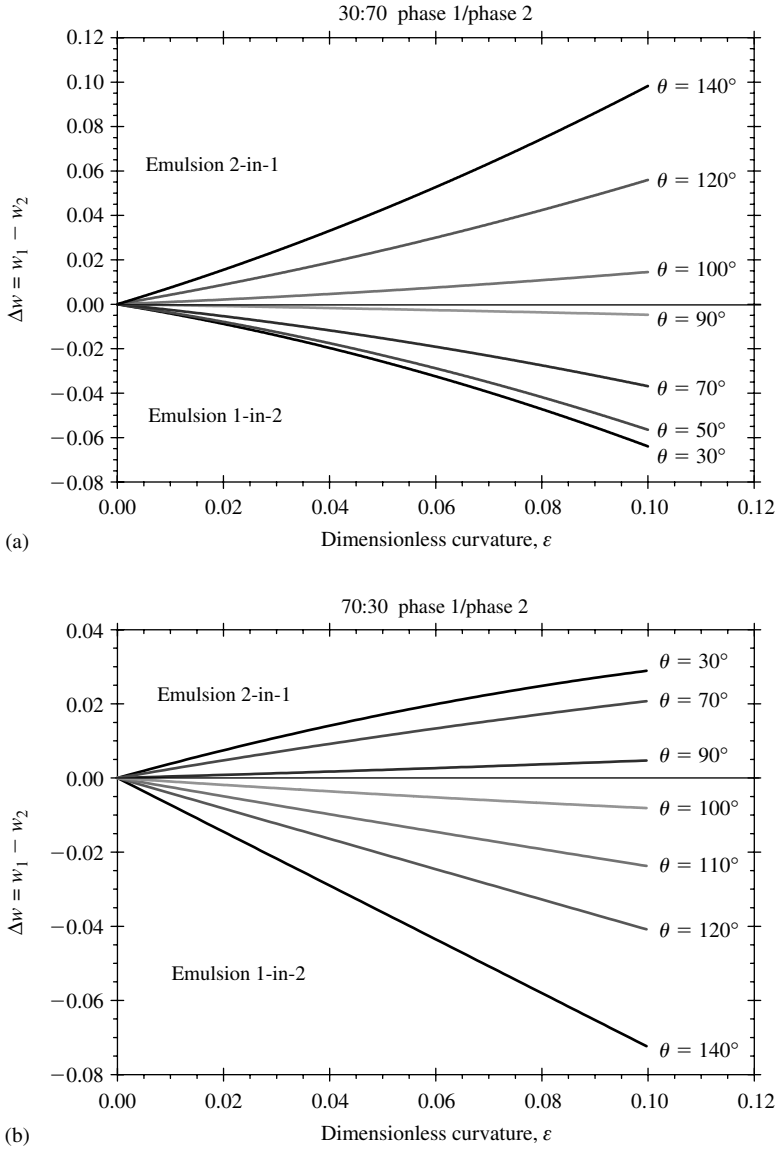 30:70 phase 1/phase 2
0.12
0.10
0.08
0.06
0.04
0.02
0.00
−0.02
−0.04
−0.06
−0.08
Δw = w₁ − w₂
Emulsion 2-in-1
Emulsion 1-in-2
θ = 140°
θ = 120°
θ = 100°
θ = 90°
θ = 70°
θ = 50°
θ = 30°
0.00 0.02 0.04 0.06 0.08 0.10 0.12
(a)
Dimensionless curvature, ε
70:30 phase 1/phase 2
0.04
0.02
0.00
−0.02
−0.04
−0.06
−0.08
Δw = w₁ − w₂
Emulsion 2-in-1
Emulsion 1-in-2
θ = 30°
θ = 70°
θ = 90°
θ = 100°
θ = 110°
θ = 120°
θ = 140°
0.00 0.02 0.04 0.06 0.08 0.10 0.12
(b)
Dimensionless curvature, ε